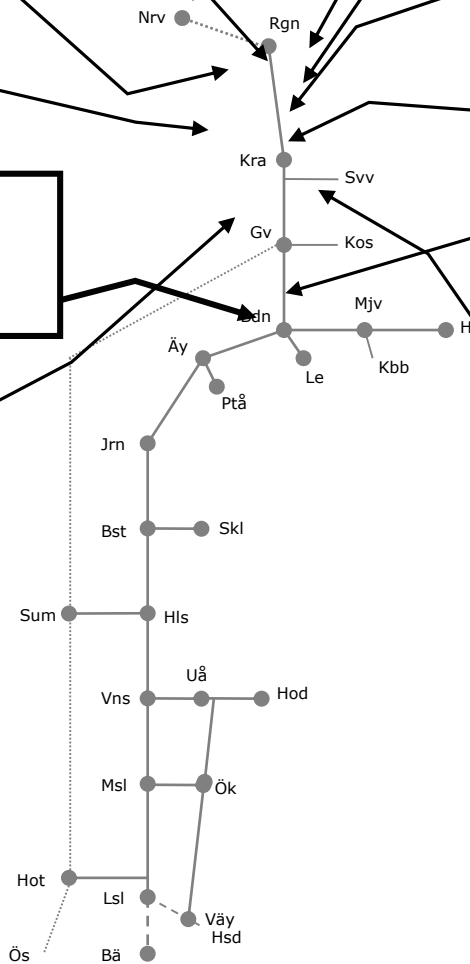 Nrv
Rgn
Kra
Svv
Gv
Kos
Bdn
Mjv
H
Äy
Le
Kbb
Ptå
Jrn
Bst
Skl
Sum
Hls
Uå
Vns
Hod
Msl
Ök
Hot
Lsl
Väy
Hsd
Ös
Bä